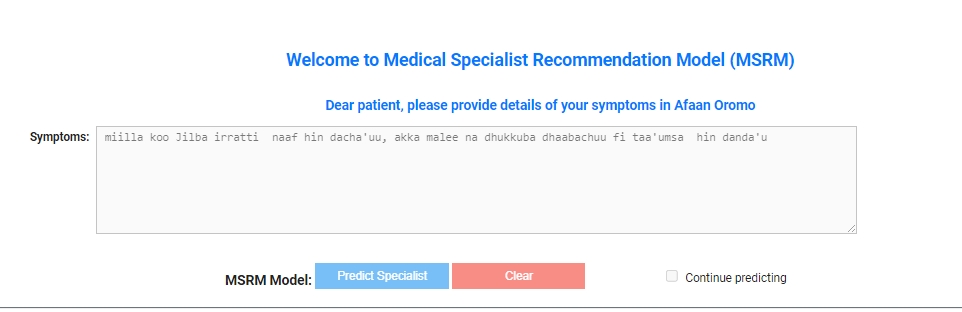 Welcome to Medical Specialist Recommendation Model (MSRM)
Dear patient, please provide details of your symptoms in Afaan Oromo
Symptoms: miilla koo Jilba irratti naaf hin dacha'uu, akka malee na dhukkuba dhaabachuu fi taa'umsa hin danda'u
MSRM Model: Predict Specialist Clear Continue predicting